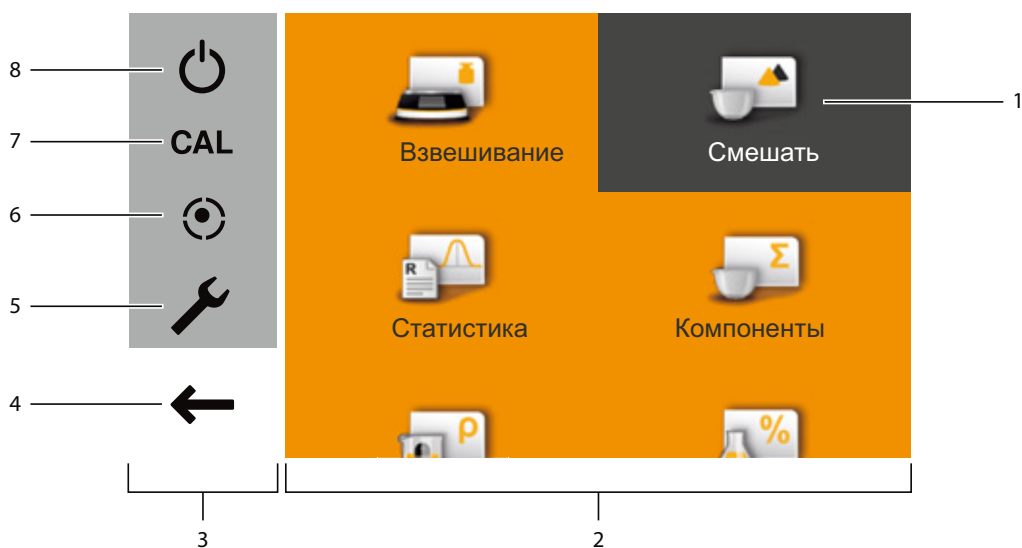 8
7 CAL
6
5
4
3
Взвешивание
Смешать
1
R
Σ
Статистика
Компоненты
ρ
%
2